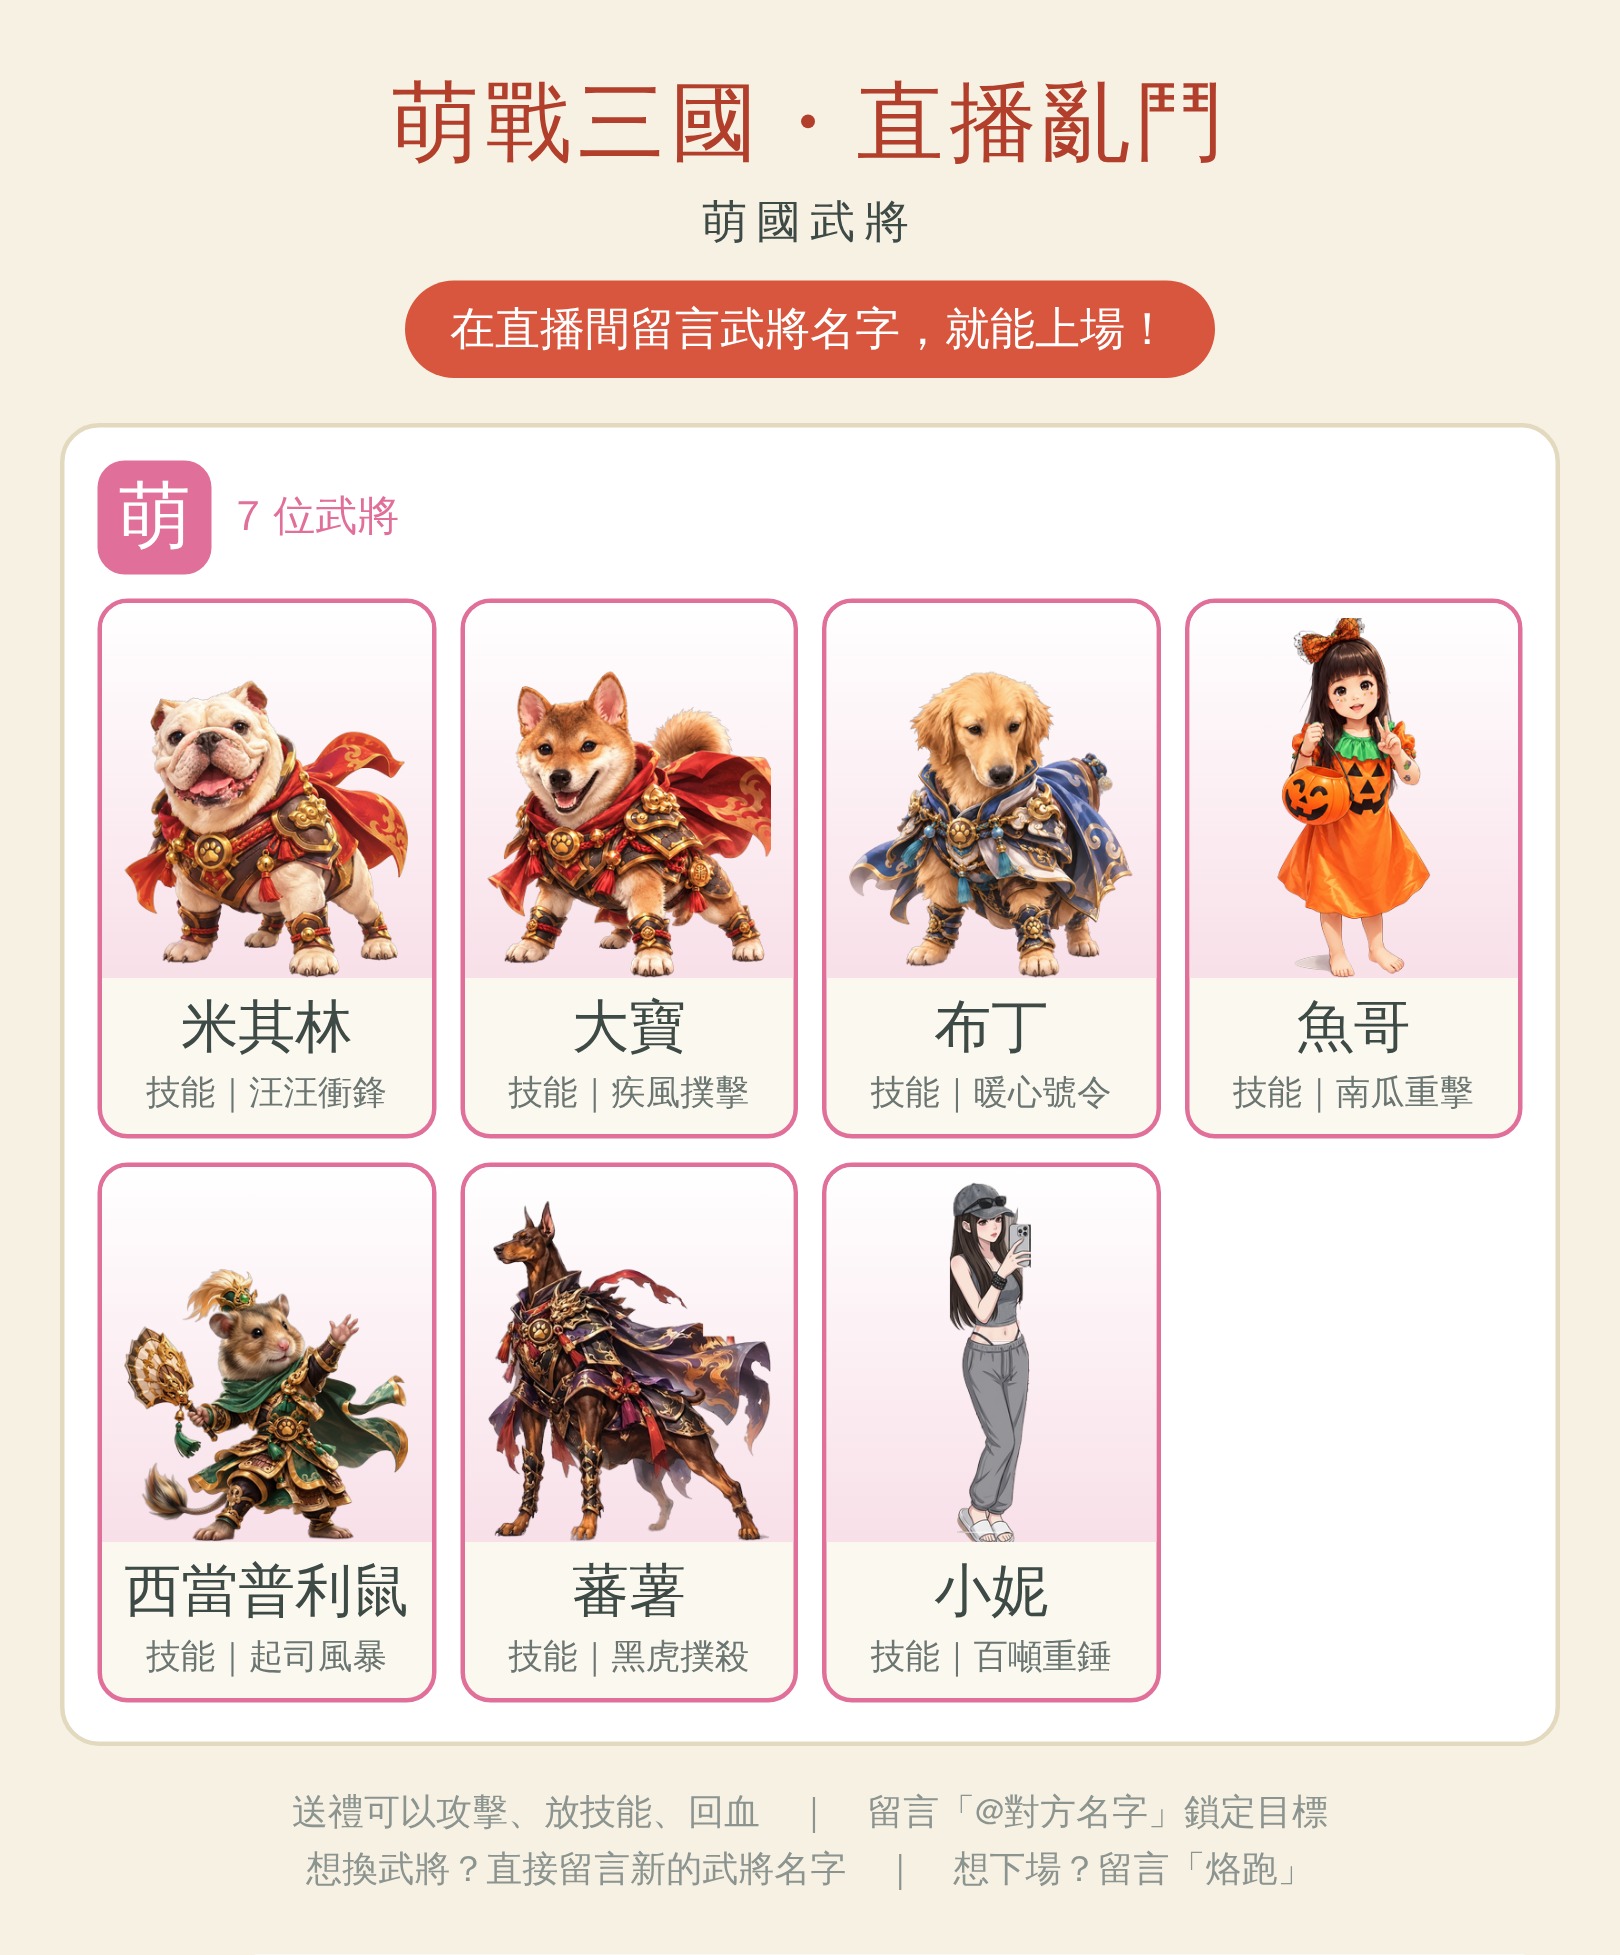 萌戰三國・直播亂鬥
萌國武將
在直播間留言武將名字，就能上場！
萌
7 位武將
米其林
技能｜汪汪衝鋒
大寶
技能｜疾風撲擊
布丁
技能｜暖心號令
魚哥
技能｜南瓜重擊
西當普利鼠
技能｜起司風暴
蕃薯
技能｜黑虎撲殺
小妮
技能｜百噸重錘
送禮可以攻擊、放技能、回血　｜　留言「@對方名字」鎖定目標
想換武將？直接留言新的武將名字　｜　想下場？留言「烙跑」